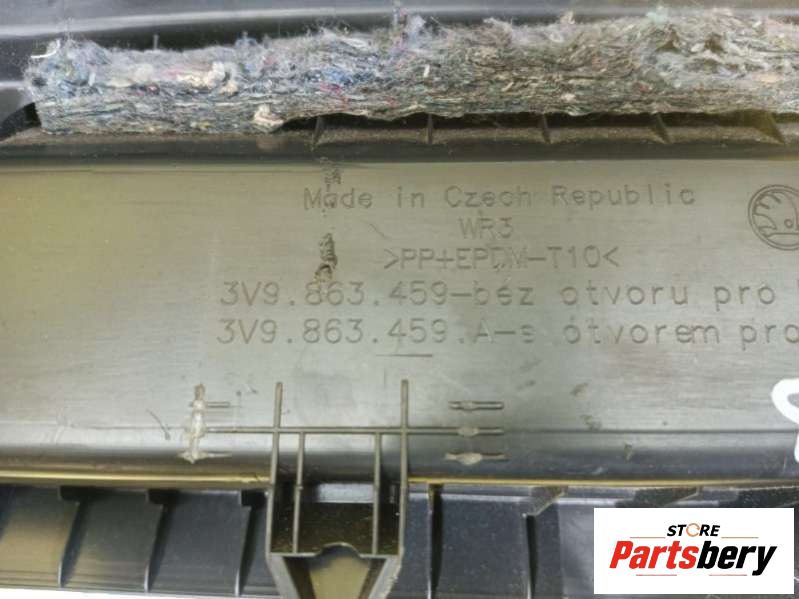 Made in Czech Republic
WR3
>PP+EPDM-T10<
3V9.863.459-bez otvoru pro
3V9.863.459.A-s otvorem pro
STORE
Partsbery